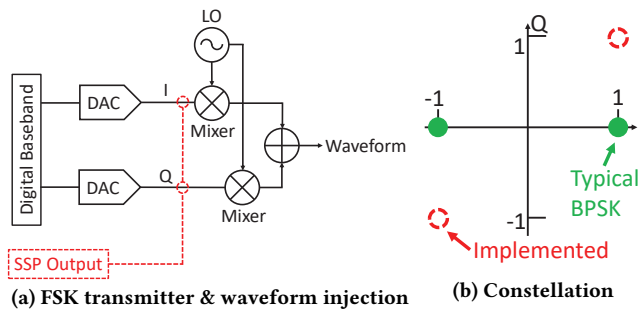 LO
Q
1
Digital Baseband
DAC
I
Mixer
-1
1
Waveform
DAC
Q
Mixer
Typical
BPSK
-1
SSP Output
Implemented
(a) FSK transmitter & waveform injection
(b) Constellation